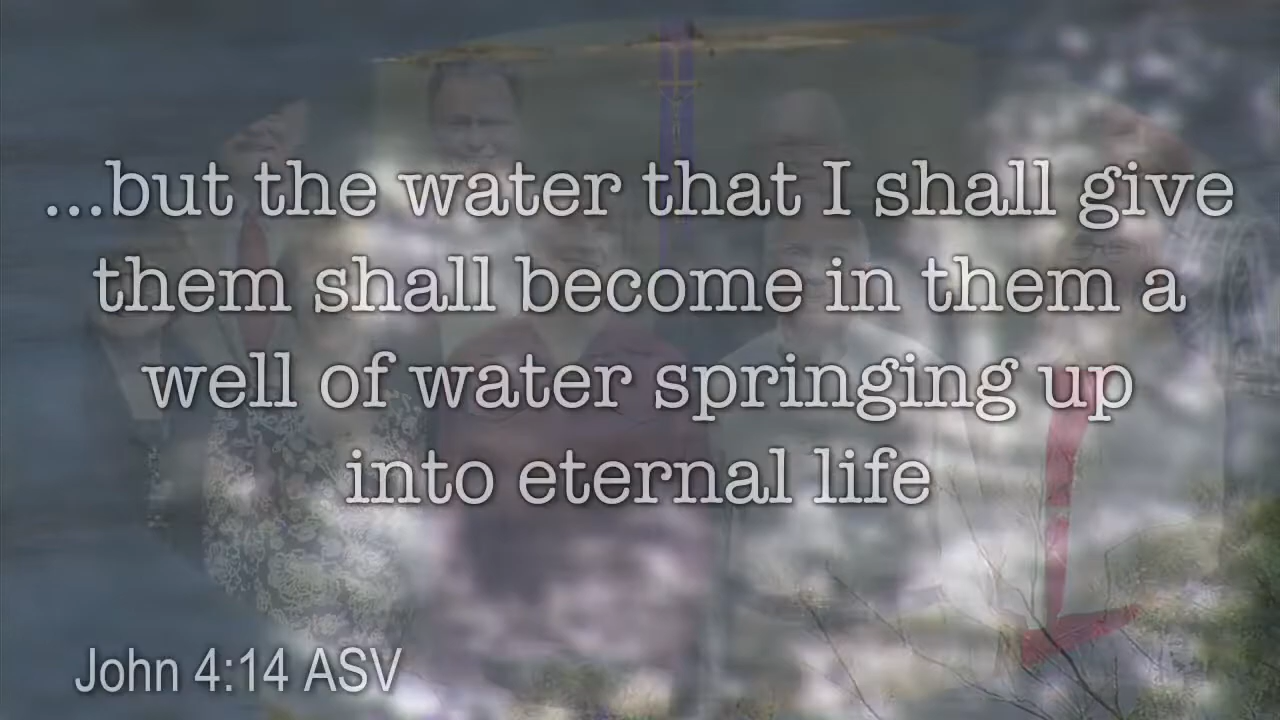 ...but the water that I shall give
them shall become in them a
well of water springing up
into eternal life
John 4:14 ASV